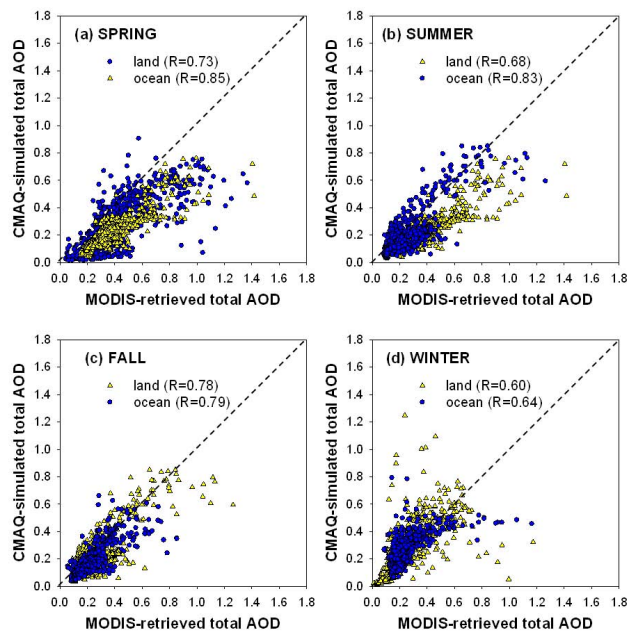 (a) SPRING
land (R=0.73)
ocean (R=0.85)
CMAQ-simulated total AOD
1.8
1.6
1.4
1.2
1.0
0.8
0.6
0.4
0.2
0.0
0.0 0.2 0.4 0.6 0.8 1.0 1.2 1.4 1.6 1.8
MODIS-retrieved total AOD
(b) SUMMER
land (R=0.68)
ocean (R=0.83)
CMAQ-simulated total AOD
1.8
1.6
1.4
1.2
1.0
0.8
0.6
0.4
0.2
0.0
0.0 0.2 0.4 0.6 0.8 1.0 1.2 1.4 1.6 1.8
MODIS-retrieved total AOD
(c) FALL
land (R=0.78)
ocean (R=0.79)
CMAQ-simulated total AOD
1.8
1.6
1.4
1.2
1.0
0.8
0.6
0.4
0.2
0.0
0.0 0.2 0.4 0.6 0.8 1.0 1.2 1.4 1.6 1.8
MODIS-retrieved total AOD
(d) WINTER
land (R=0.60)
ocean (R=0.64)
CMAQ-simulated total AOD
1.8
1.6
1.4
1.2
1.0
0.8
0.6
0.4
0.2
0.0
0.0 0.2 0.4 0.6 0.8 1.0 1.2 1.4 1.6 1.8
MODIS-retrieved total AOD